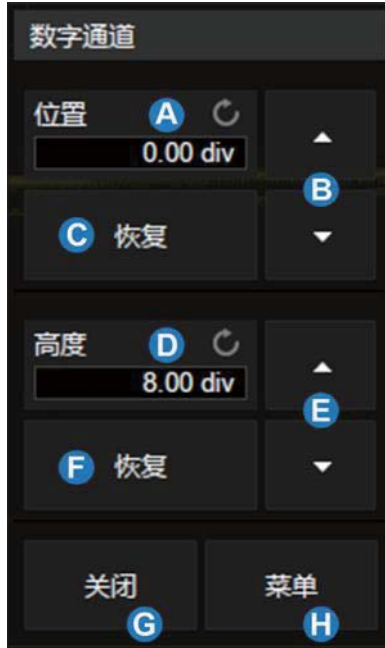 数字通道
位置 A
0.00 div
B
C 恢复
高度 D
8.00 div
E
F 恢复
关闭 菜单
G H